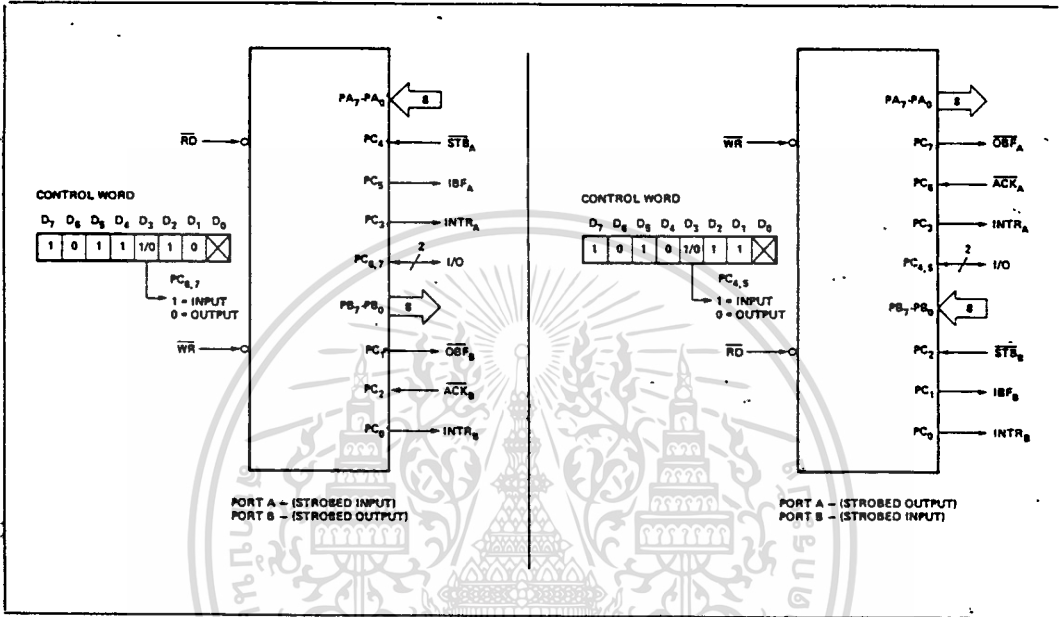 PA7-PA0
8
RD
PC4
STBA
PC5
IBFA
CONTROL WORD
PC3
INTRA
D7 D6 D5 D4 D3 D2 D1 D0
1 0 1 1 1/0 1 0
PC6,7
2
I/O
PC6,7
1 = INPUT
0 = OUTPUT
PB7-PB0
8
WR
PC1
OBFB
PC2
ACKB
PC0
INTRB
PORT A – (STROBED INPUT)
PORT B – (STROBED OUTPUT)
PA7-PA0
8
WR
PC7
OBFA
PC6
ACKA
CONTROL WORD
PC3
INTRA
D7 D6 D5 D4 D3 D2 D1 D0
1 0 1 0 1/0 1 1
PC4,5
2
I/O
PC4,5
1 = INPUT
0 = OUTPUT
PB7-PB0
8
RD
PC2
STBB
PC1
IBFB
PC0
INTRB
PORT A – (STROBED OUTPUT)
PORT B – (STROBED INPUT)